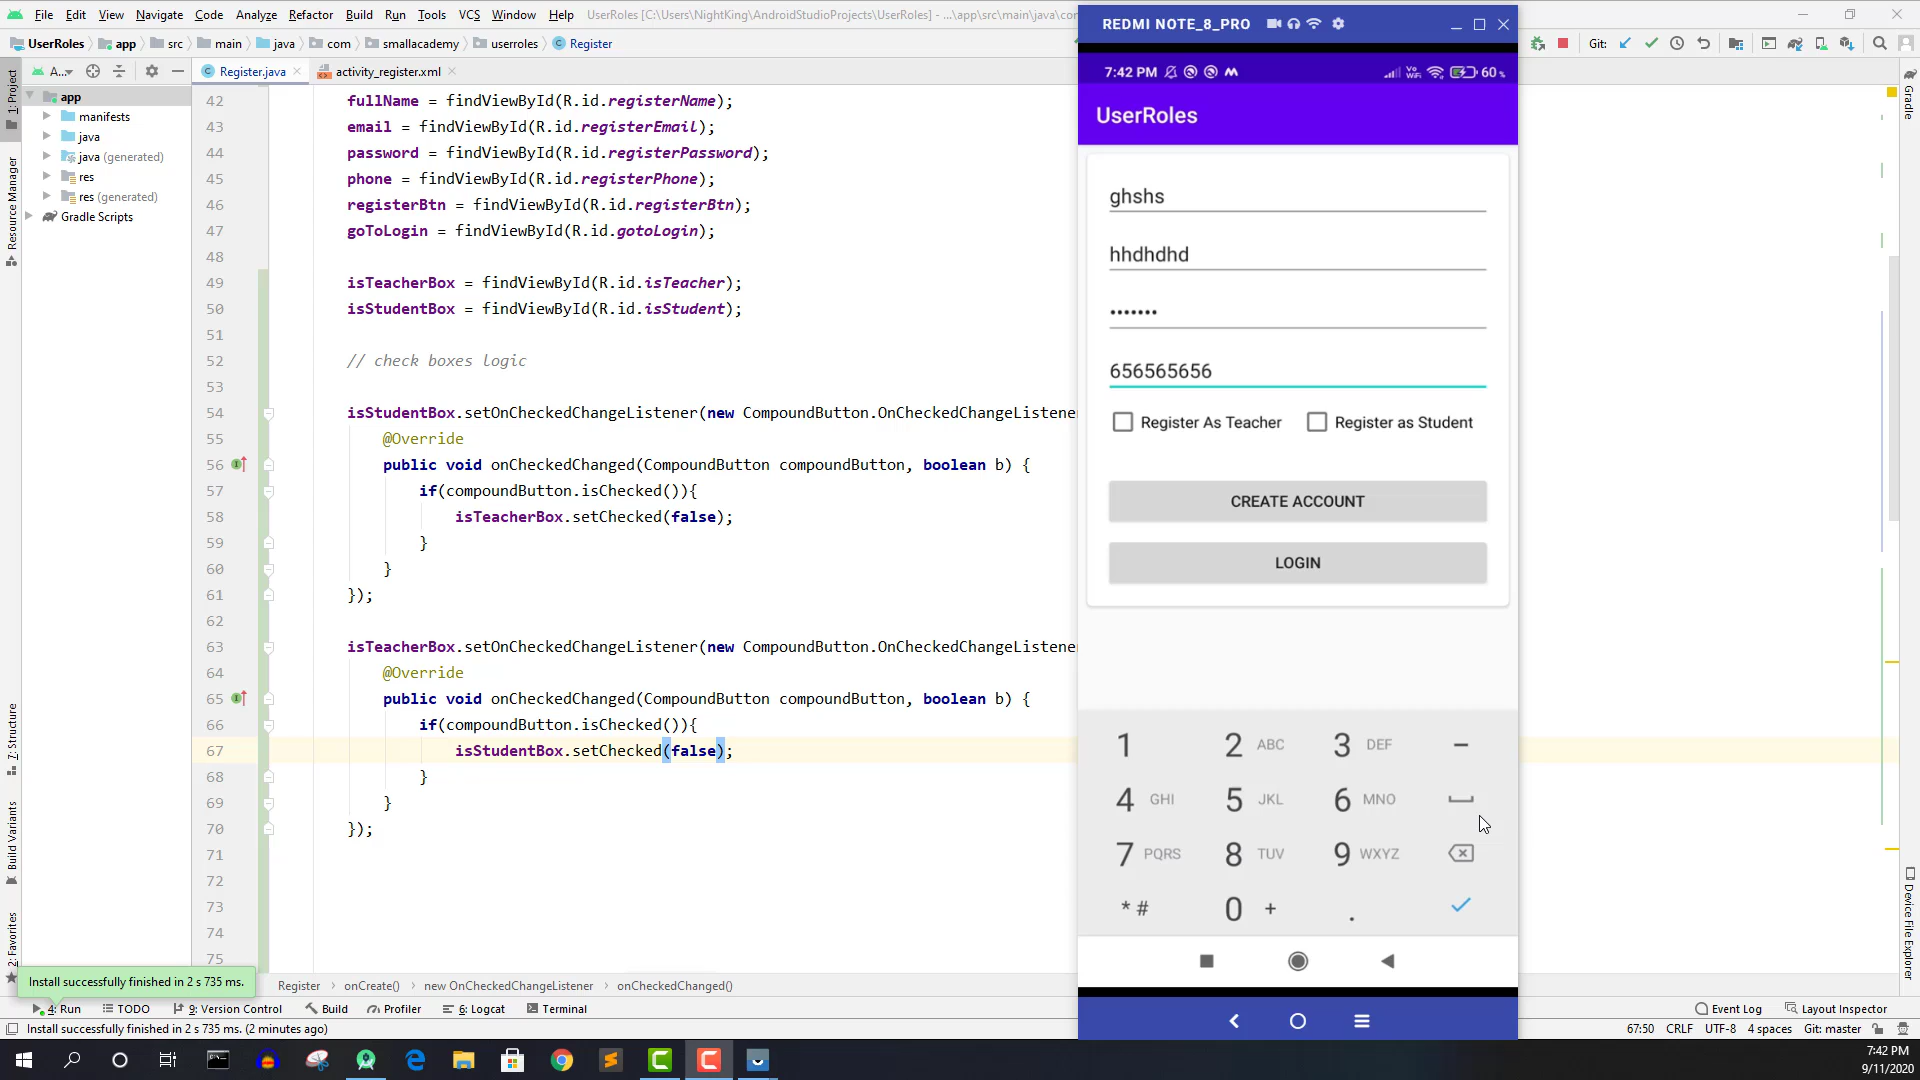 File Edit View Navigate Code Analyze Refactor Build Run Tools VCS Window Help UserRoles [C:\Users\NightKing\AndroidStudioProjects\UserRoles] - ...\app\src\main\java\com
UserRoles app src main java com smallacademy userroles Register
Git:
A...
Register.java activity_register.xml
app
manifests
java
java (generated)
res
res (generated)
Gradle Scripts
1: Project
Resource Manager
7: Structure
Build Variants
2: Favorites
42 fullName = findViewById(R.id.registerName);
43 email = findViewById(R.id.registerEmail);
44 password = findViewById(R.id.registerPassword);
45 phone = findViewById(R.id.registerPhone);
46 registerBtn = findViewById(R.id.registerBtn);
47 goToLogin = findViewById(R.id.gotoLogin);
48
49 isTeacherBox = findViewById(R.id.isTeacher);
50 isStudentBox = findViewById(R.id.isStudent);
51
52 // check boxes logic
53
54 isStudentBox.setOnCheckedChangeListener(new CompoundButton.OnCheckedChangeListener
55 @Override
56 public void onCheckedChanged(CompoundButton compoundButton, boolean b) {
57 if(compoundButton.isChecked()){
58 isTeacherBox.setChecked(false);
59 }
60 }
61 });
62
63 isTeacherBox.setOnCheckedChangeListener(new CompoundButton.OnCheckedChangeListener
64 @Override
65 public void onCheckedChanged(CompoundButton compoundButton, boolean b) {
66 if(compoundButton.isChecked()){
67 isStudentBox.setChecked(false);
68 }
69 }
70 });
71
72
73
74
75
REDMI NOTE_8_PRO
7:42 PM Vo WiFi 60%
UserRoles
ghshs
hhdhdhd
•••••••
656565656
Register As Teacher Register as Student
CREATE ACCOUNT
LOGIN
1 2 ABC 3 DEF –
4 GHI 5 JKL 6 MNO
7 PQRS 8 TUV 9 WXYZ
* # 0 + .
Gradle
Device File Explorer
Install successfully finished in 2 s 735 ms.
Register onCreate() new OnCheckedChangeListener onCheckedChanged()
4: Run TODO 9: Version Control Build Profiler 6: Logcat Terminal Event Log Layout Inspector
Install successfully finished in 2 s 735 ms. (2 minutes ago) 67:50 CRLF UTF-8 4 spaces Git: master
7:42 PM
9/11/2020